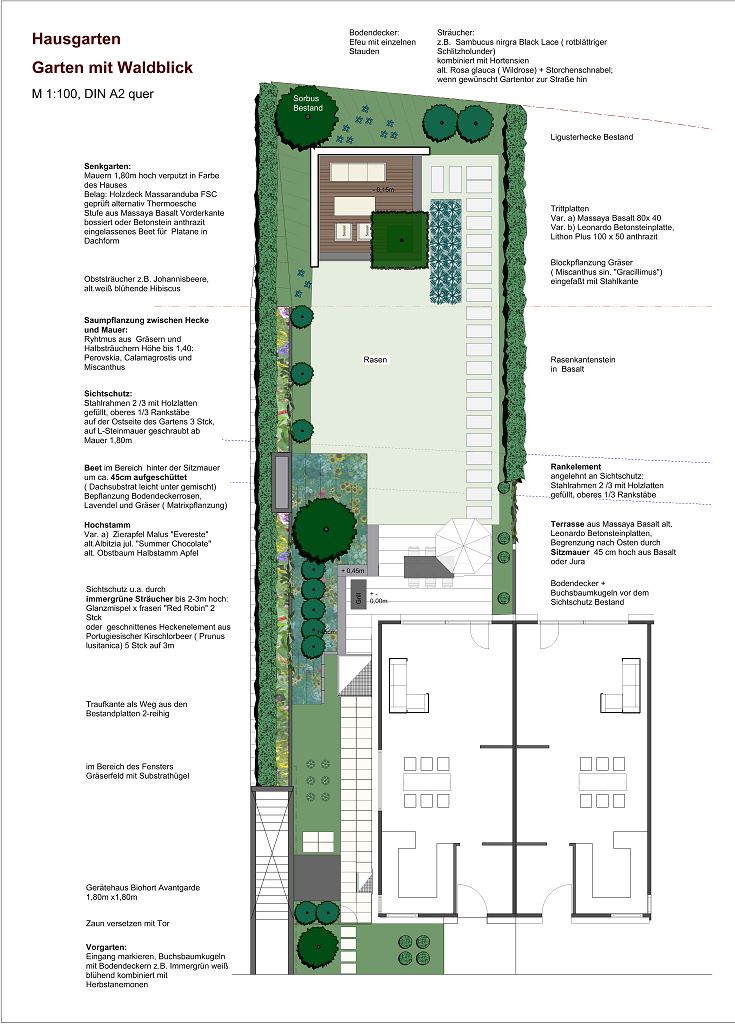 Hausgarten
Garten mit Waldblick
M 1:100, DIN A2 quer
Bodendecker:
Efeu mit einzelnen
Stauden
Sträucher:
z.B.  Sambucus nirgra Black Lace ( rotblättriger
Schlitzholunder)
kombiniert mit Hortensien
alt. Rosa glauca ( Wildrose) + Storchenschnabel;
wenn gewünscht Gartentor zur Straße hin
Sorbus
Bestand
Ligusterhecke Bestand
Senkgarten:
Mauern 1,80m hoch verputzt in Farbe
des Hauses
Belag: Holzdeck Massaranduba FSC
geprüft alternativ Thermoesche
Stufe aus Massaya Basalt Vorderkante
bossiert oder Betonstein anthrazit
eingelassenes Beet für  Platane in
Dachform
- 0,15m
Trittplatten
Var. a) Massaya Basalt 80x 40
Var. b) Leonardo Betonsteinplatte,
Lithon Plus 100 x 50 anthrazit
Blockpflanzung Gräser
( Miscanthus sin. "Gracillimus")
eingefaßt mit Stahlkante
Obststräucher z.B. Johannisbeere,
alt.weiß blühende Hibiscus
Saumpflanzung zwischen Hecke
und Mauer:
Ryhtmus aus  Gräsern und
Halbsträuchern Höhe bis 1,40:
Perovskia, Calamagrostis und
Miscanthus
Rasen
Rasenkantenstein
in  Basalt
Sichtschutz:
Stahlrahmen 2 /3 mit Holzlatten
gefüllt, oberes 1/3 Rankstäbe
auf der Ostseite des Gartens 3 Stck,
auf L-Steinmauer geschraubt ab
Mauer 1,80m
Beet im Bereich  hinter der Sitzmauer
um ca. 45cm aufgeschüttet
( Dachsubstrat leicht unter gemischt)
Bepflanzung Bodendeckerrosen,
Lavendel und Gräser ( Matrixpflanzung)
Rankelement
angelehnt an Sichtschutz:
Stahlrahmen 2 /3 mit Holzlatten
gefüllt, oberes 1/3 Rankstäbe
Hochstamm
Var. a)  Zierapfel Malus "Evereste"
alt.Albitzia jul. "Summer Chocolate"
alt. Obstbaum Halbstamm Apfel
Terrasse aus Massaya Basalt alt.
Leonardo Betonsteinplatten,
Begrenzung nach Osten durch
Sitzmauer  45 cm hoch aus Basalt
oder Jura
+ 0,45m
Grill
+ -
0,00m
Bodendecker +
Buchsbaumkugeln vor dem
Sichtschutz Bestand
Sichtschutz u.a. durch
immergrüne Sträucher bis 2-3m hoch:
Glanzmispel x fraseri "Red Robin" 2
Stck
oder  geschnittenes Heckenelement aus
Portugiesischer Kirschlorbeer ( Prunus
lusitanica) 5 Stck auf 3m
Traufkante als Weg aus den
Bestandplatten 2-reihig
im Bereich des Fensters
Gräserfeld mit Substrathügel
Gerätehaus Biohort Avantgarde
1,80m x1,80m
Zaun versetzen mit Tor
Vorgarten:
Eingang markieren, Buchsbaumkugeln
mit Bodendeckern z.B. Immergrün weiß
blühend kombiniert mit
Herbstanemonen